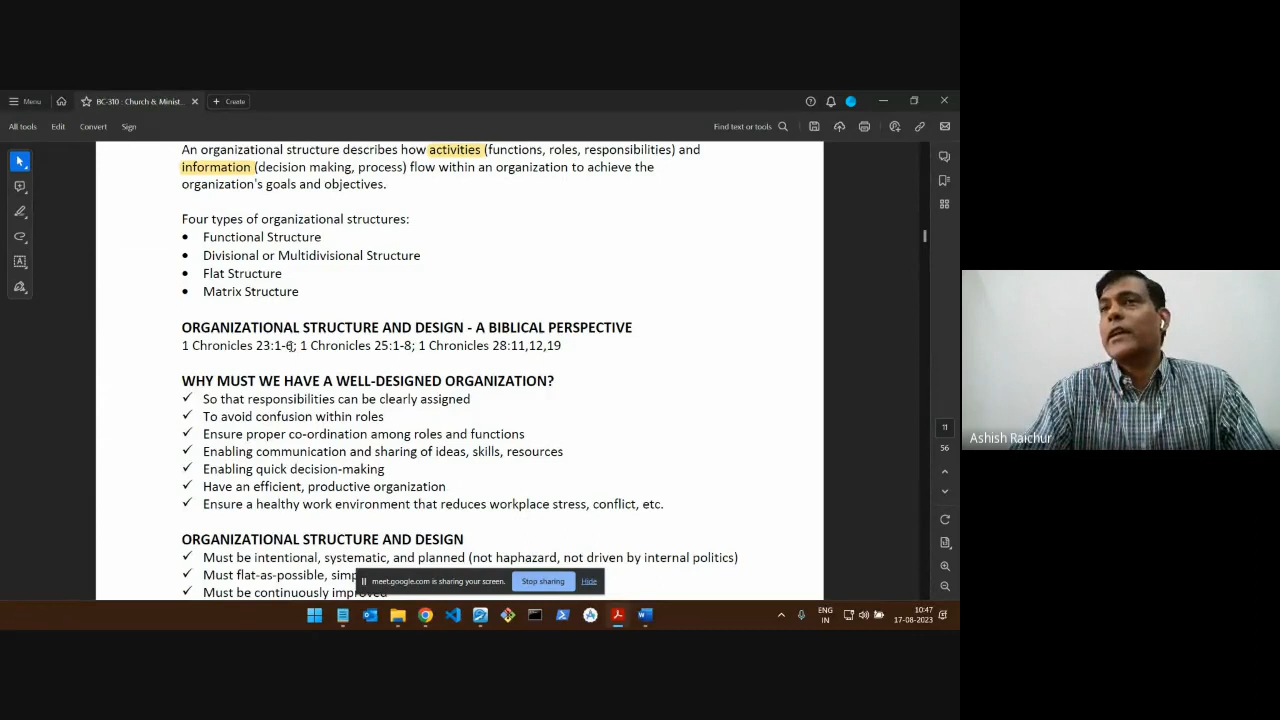 Menu
BC-310 : Church & Minist...
Create
All tools
Edit
Convert
Sign
Find text or tools
An organizational structure describes how activities (functions, roles, responsibilities) and
information (decision making, process) flow within an organization to achieve the
organization's goals and objectives.
Four types of organizational structures:
• Functional Structure
• Divisional or Multidivisional Structure
• Flat Structure
• Matrix Structure
ORGANIZATIONAL STRUCTURE AND DESIGN - A BIBLICAL PERSPECTIVE
1 Chronicles 23:1-6; 1 Chronicles 25:1-8; 1 Chronicles 28:11,12,19
WHY MUST WE HAVE A WELL-DESIGNED ORGANIZATION?
✓ So that responsibilities can be clearly assigned
✓ To avoid confusion within roles
✓ Ensure proper co-ordination among roles and functions
✓ Enabling communication and sharing of ideas, skills, resources
✓ Enabling quick decision-making
✓ Have an efficient, productive organization
✓ Ensure a healthy work environment that reduces workplace stress, conflict, etc.
ORGANIZATIONAL STRUCTURE AND DESIGN
✓ Must be intentional, systematic, and planned (not haphazard, not driven by internal politics)
✓ Must flat-as-possible, simp
✓ Must be continuously improved
meet.google.com is sharing your screen.
Stop sharing
Hide
11
56
Ashish Raichur
ENG
IN
10:47
17-08-2023